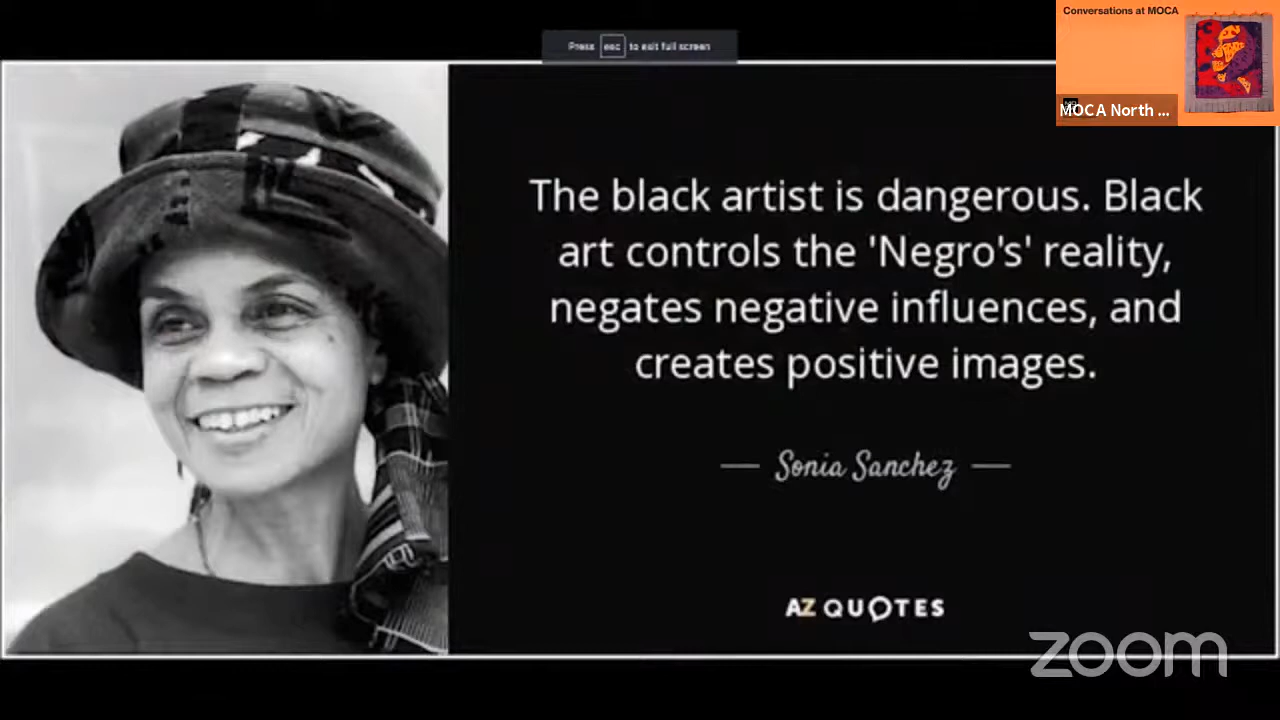 Conversations at MOCA
Press esc to exit full screen
MOCA North ...
The black artist is dangerous. Black
art controls the 'Negro's' reality,
negates negative influences, and
creates positive images.
— Sonia Sanchez —
AZ QUOTES
zoom